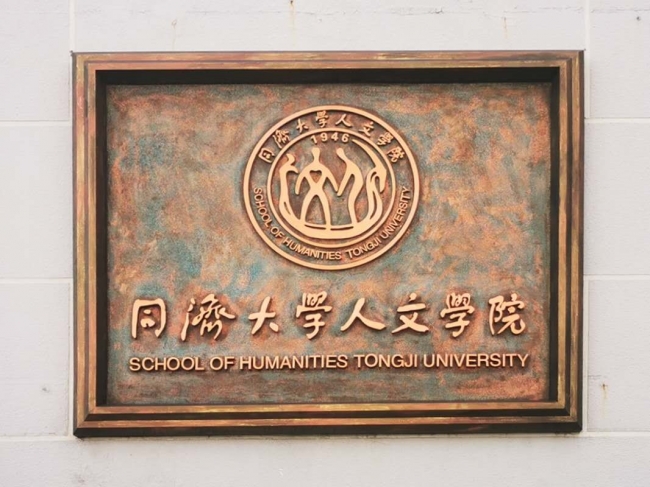 同濟大學人文學院
1946
SCHOOL OF HUMANITIES TONGJI UNIVERSITY
同濟大學人文學院
SCHOOL OF HUMANITIES TONGJI UNIVERSITY